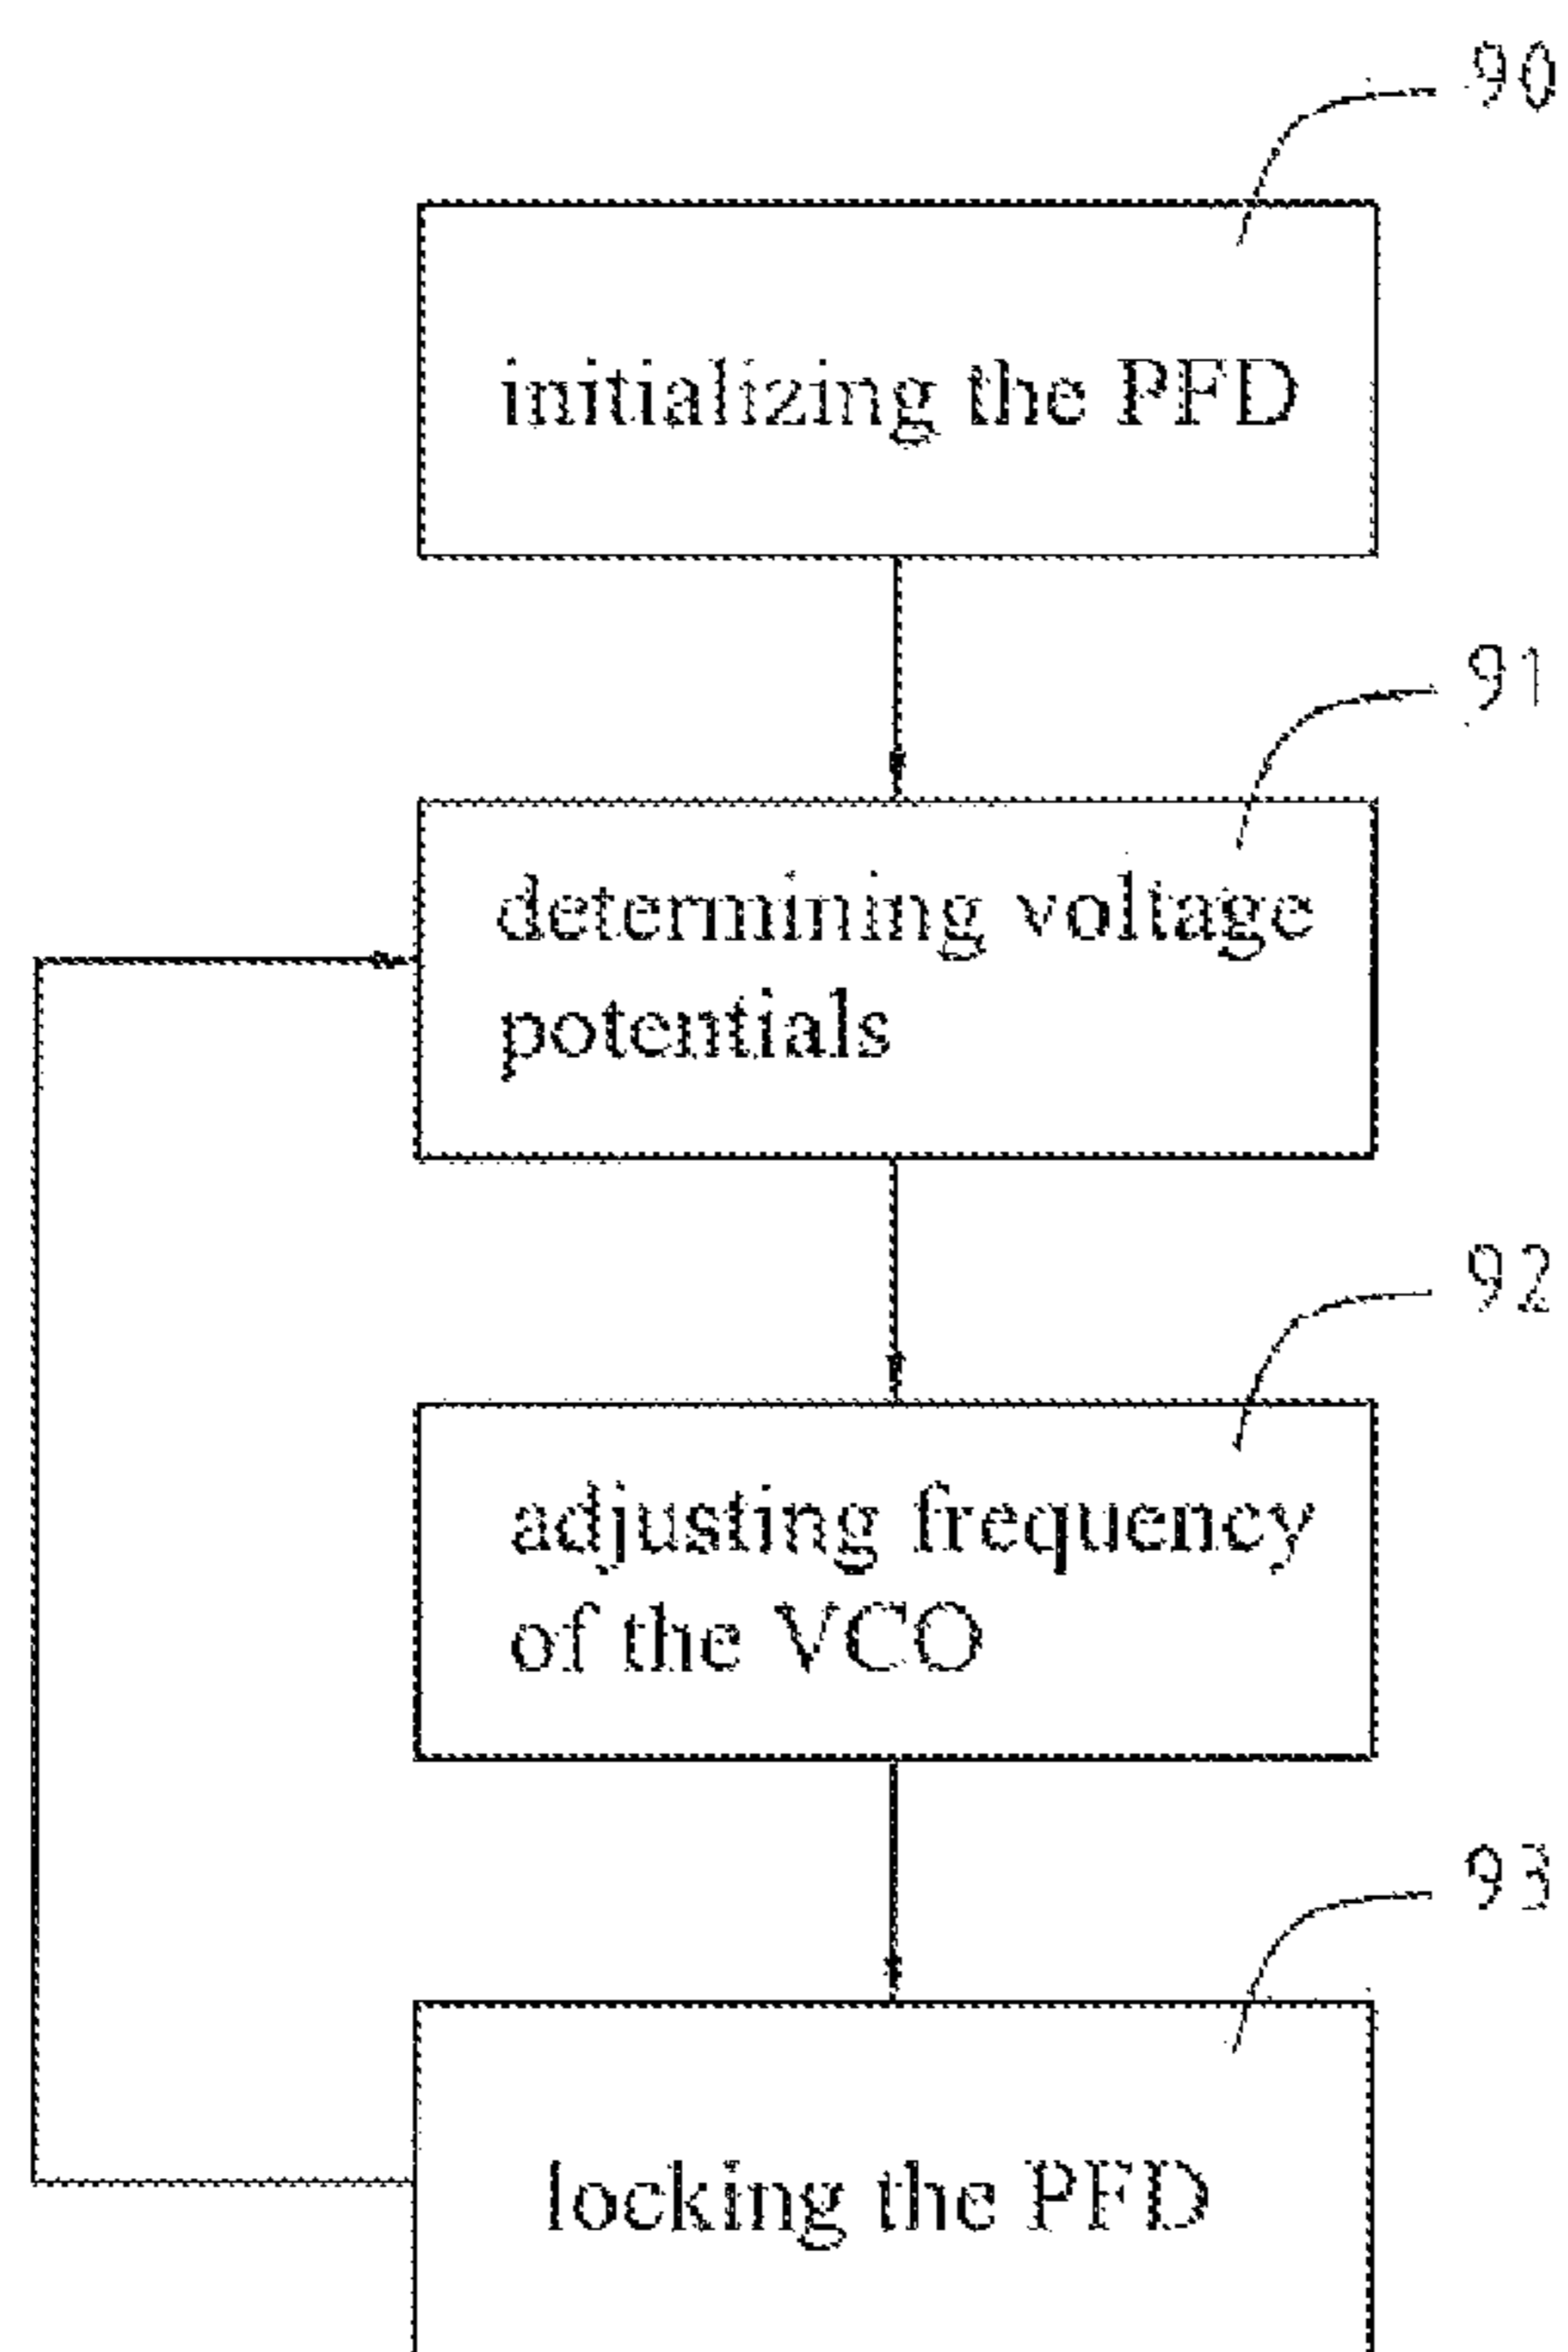 90
initializing the PFD
91
determining voltage
potentials
92
adjusting frequency
of the VCO
93
locking the PFD